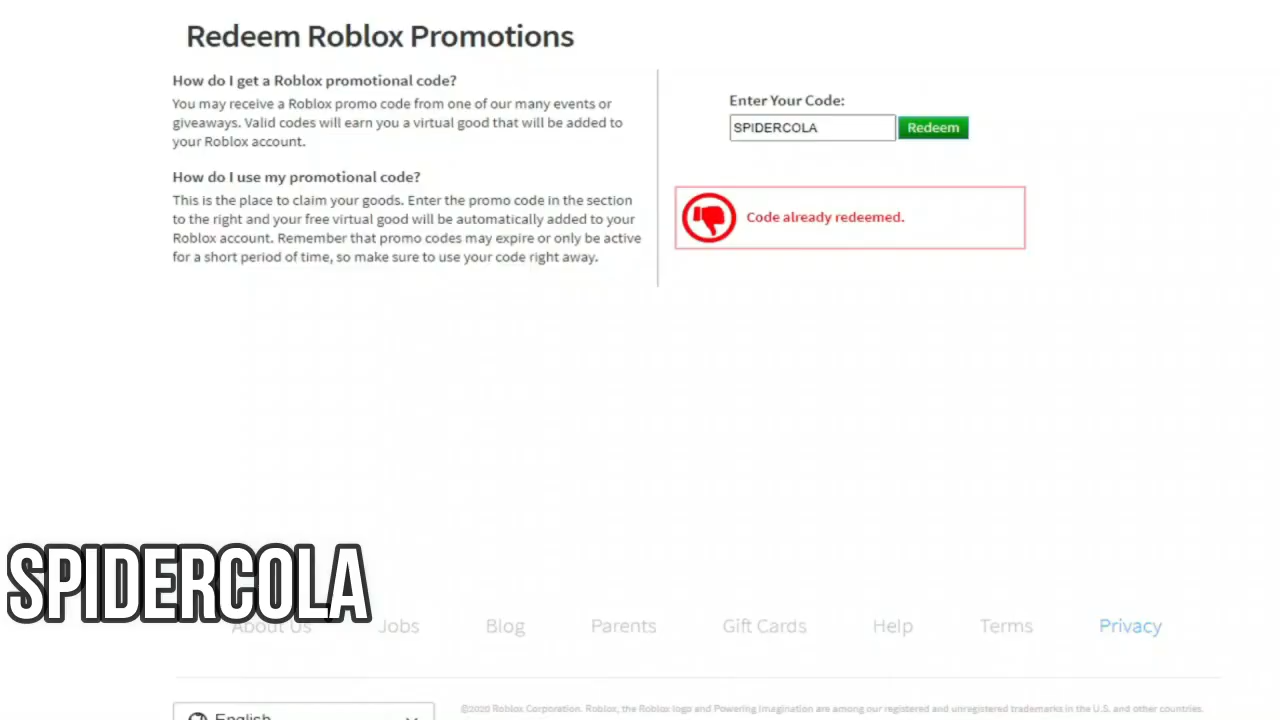 Redeem Roblox Promotions
How do I get a Roblox promotional code?
You may receive a Roblox promo code from one of our many events or
giveaways. Valid codes will earn you a virtual good that will be added to
your Roblox account.
How do I use my promotional code?
This is the place to claim your goods. Enter the promo code in the section
to the right and your free virtual good will be automatically added to your
Roblox account. Remember that promo codes may expire or only be active
for a short period of time, so make sure to use your code right away.
Enter Your Code:
SPIDERCOLA Redeem
Code already redeemed.
SPIDERCOLA
About Us Jobs Blog Parents Gift Cards Help Terms Privacy
English
©2020 Roblox Corporation. Roblox, the Roblox logo and Powering Imagination are among our registered and unregistered trademarks in the U.S. and other countries.